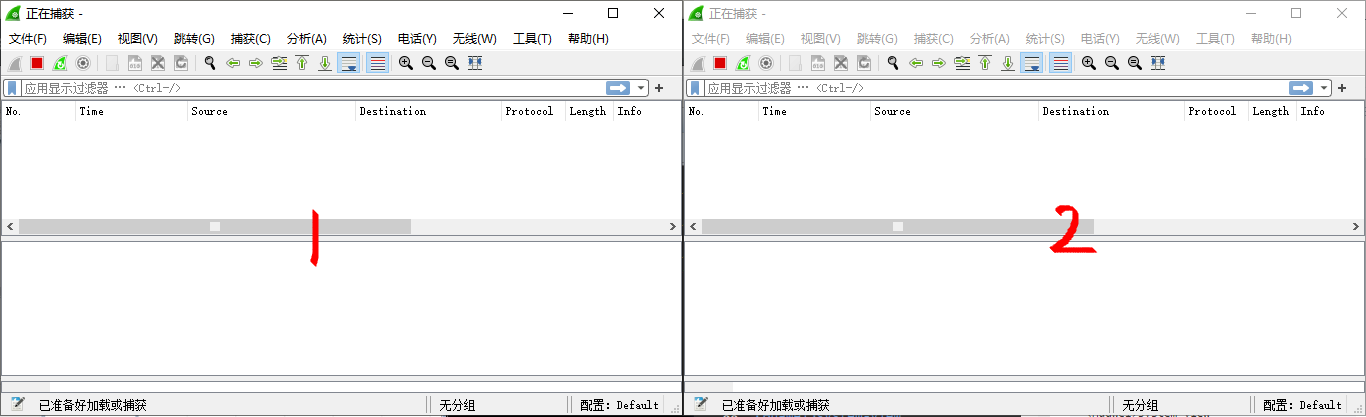 正在捕获 -
文件(F) 编辑(E) 视图(V) 跳转(G) 捕获(C) 分析(A) 统计(S) 电话(Y) 无线(W) 工具(T) 帮助(H)
应用显示过滤器 … <Ctrl-/>
No. Time Source Destination Protocol Length Info
1
已准备好加载或捕获 无分组 配置: Default
正在捕获 -
文件(F) 编辑(E) 视图(V) 跳转(G) 捕获(C) 分析(A) 统计(S) 电话(Y) 无线(W) 工具(T) 帮助(H)
应用显示过滤器 … <Ctrl-/>
No. Time Source Destination Protocol Length Info
2
已准备好加载或捕获 无分组 配置: Default